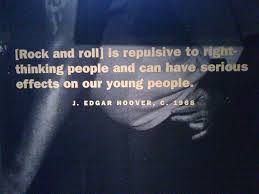 [Rock and roll] is repulsive to right-
thinking people and can have serious
effects on our young people.
J. EDGAR HOOVER, C. 1968